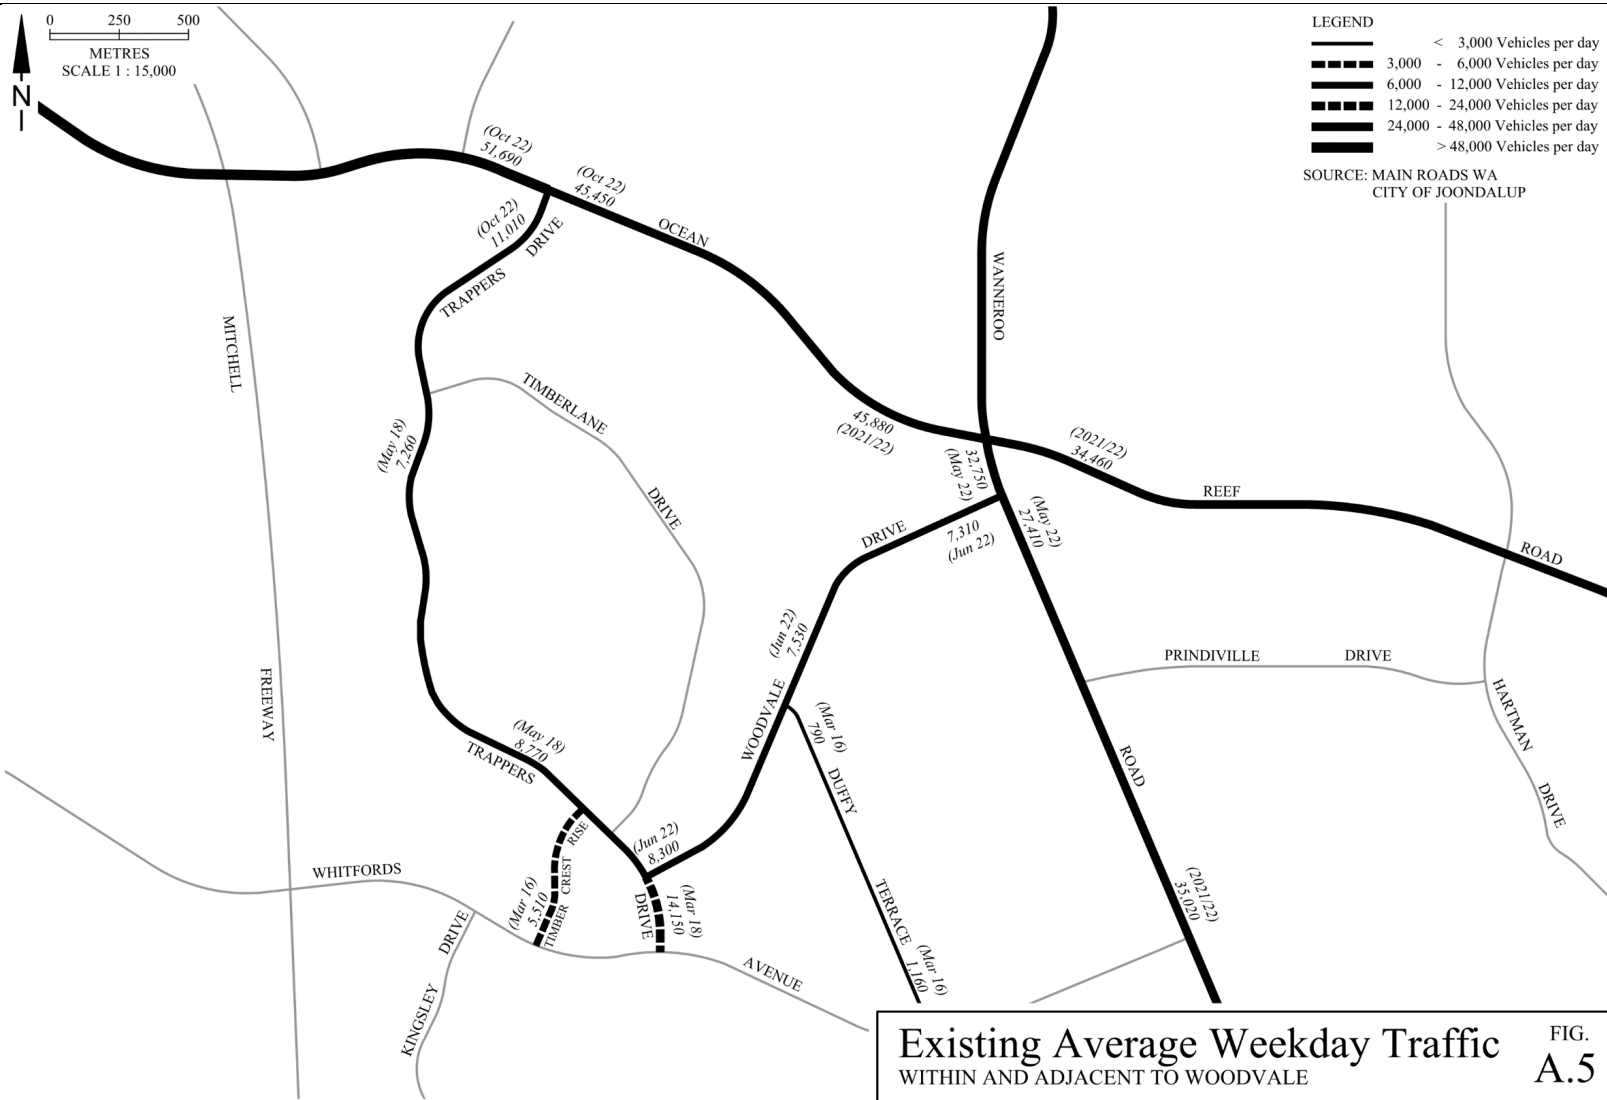 0 250 500
METRES
SCALE 1 : 15,000
N
LEGEND
< 3,000 Vehicles per day
3,000 - 6,000 Vehicles per day
6,000 - 12,000 Vehicles per day
12,000 - 24,000 Vehicles per day
24,000 - 48,000 Vehicles per day
> 48,000 Vehicles per day
SOURCE: MAIN ROADS WA
CITY OF JOONDALUP
(Oct 22)
51,690
(Oct 22)
45,450
(Oct 22)
11,010
TRAPPERS DRIVE
OCEAN
WANNEROO
MITCHELL
TIMBERLANE
DRIVE
(May 18)
7,260
45,880
(2021/22)
(2021/22)
34,460
32,750
(May 22)
(May 22)
27,410
REEF
ROAD
DRIVE
7,310
(Jun 22)
(Jun 22)
7,530
WOODVALE
PRINDIVILLE DRIVE
HARTMAN
DRIVE
FREEWAY
(May 18)
8,770
TRAPPERS
(Mar 16)
790
DUFFY
TERRACE
(Mar 16)
1,160
ROAD
(2021/22)
35,020
WHITFORDS
(Jun 22)
8,300
RISE
CREST
TIMBER
(Mar 16)
5,510
DRIVE
(Mar 18)
14,150
AVENUE
DRIVE
KINGSLEY
Existing Average Weekday Traffic
WITHIN AND ADJACENT TO WOODVALE
FIG.
A.5